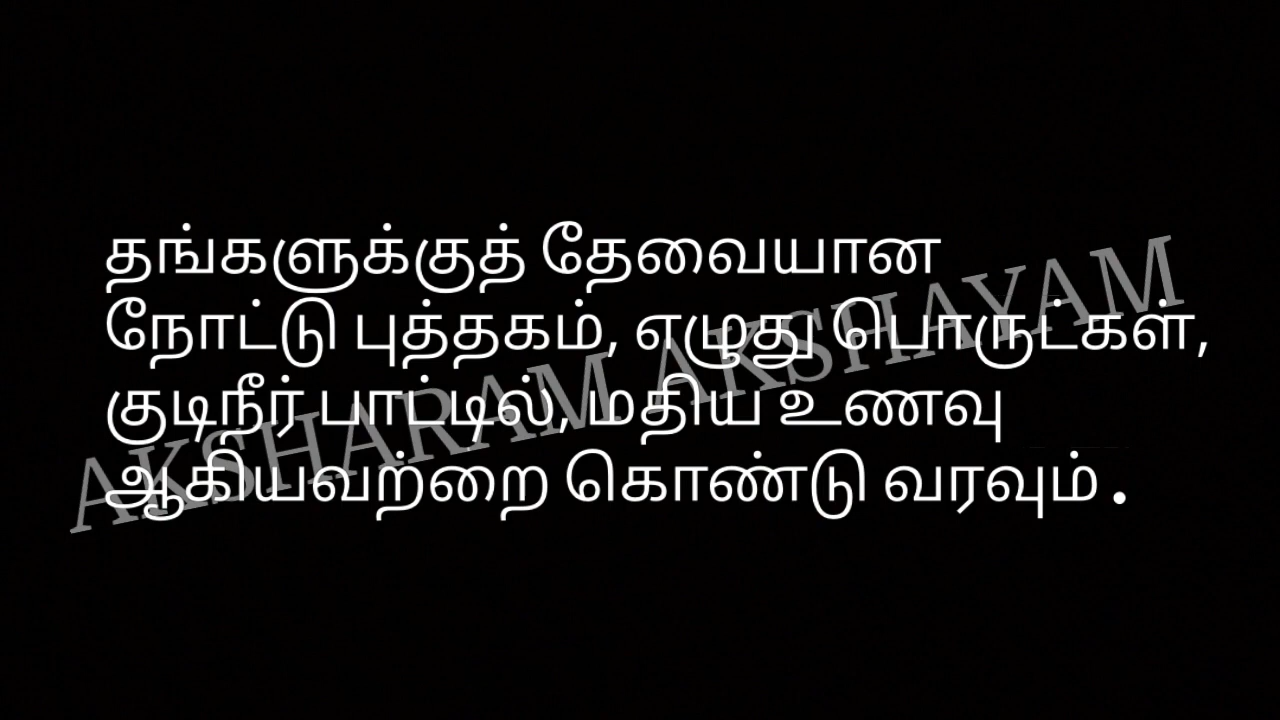 தங்களுக்குத் தேவையான
நோட்டு புத்தகம், எழுது பொருட்கள்,
குடிநீர் பாட்டில், மதிய உணவு
ஆகியவற்றை கொண்டு வரவும் .
AKSHARAM AKSHAYAM